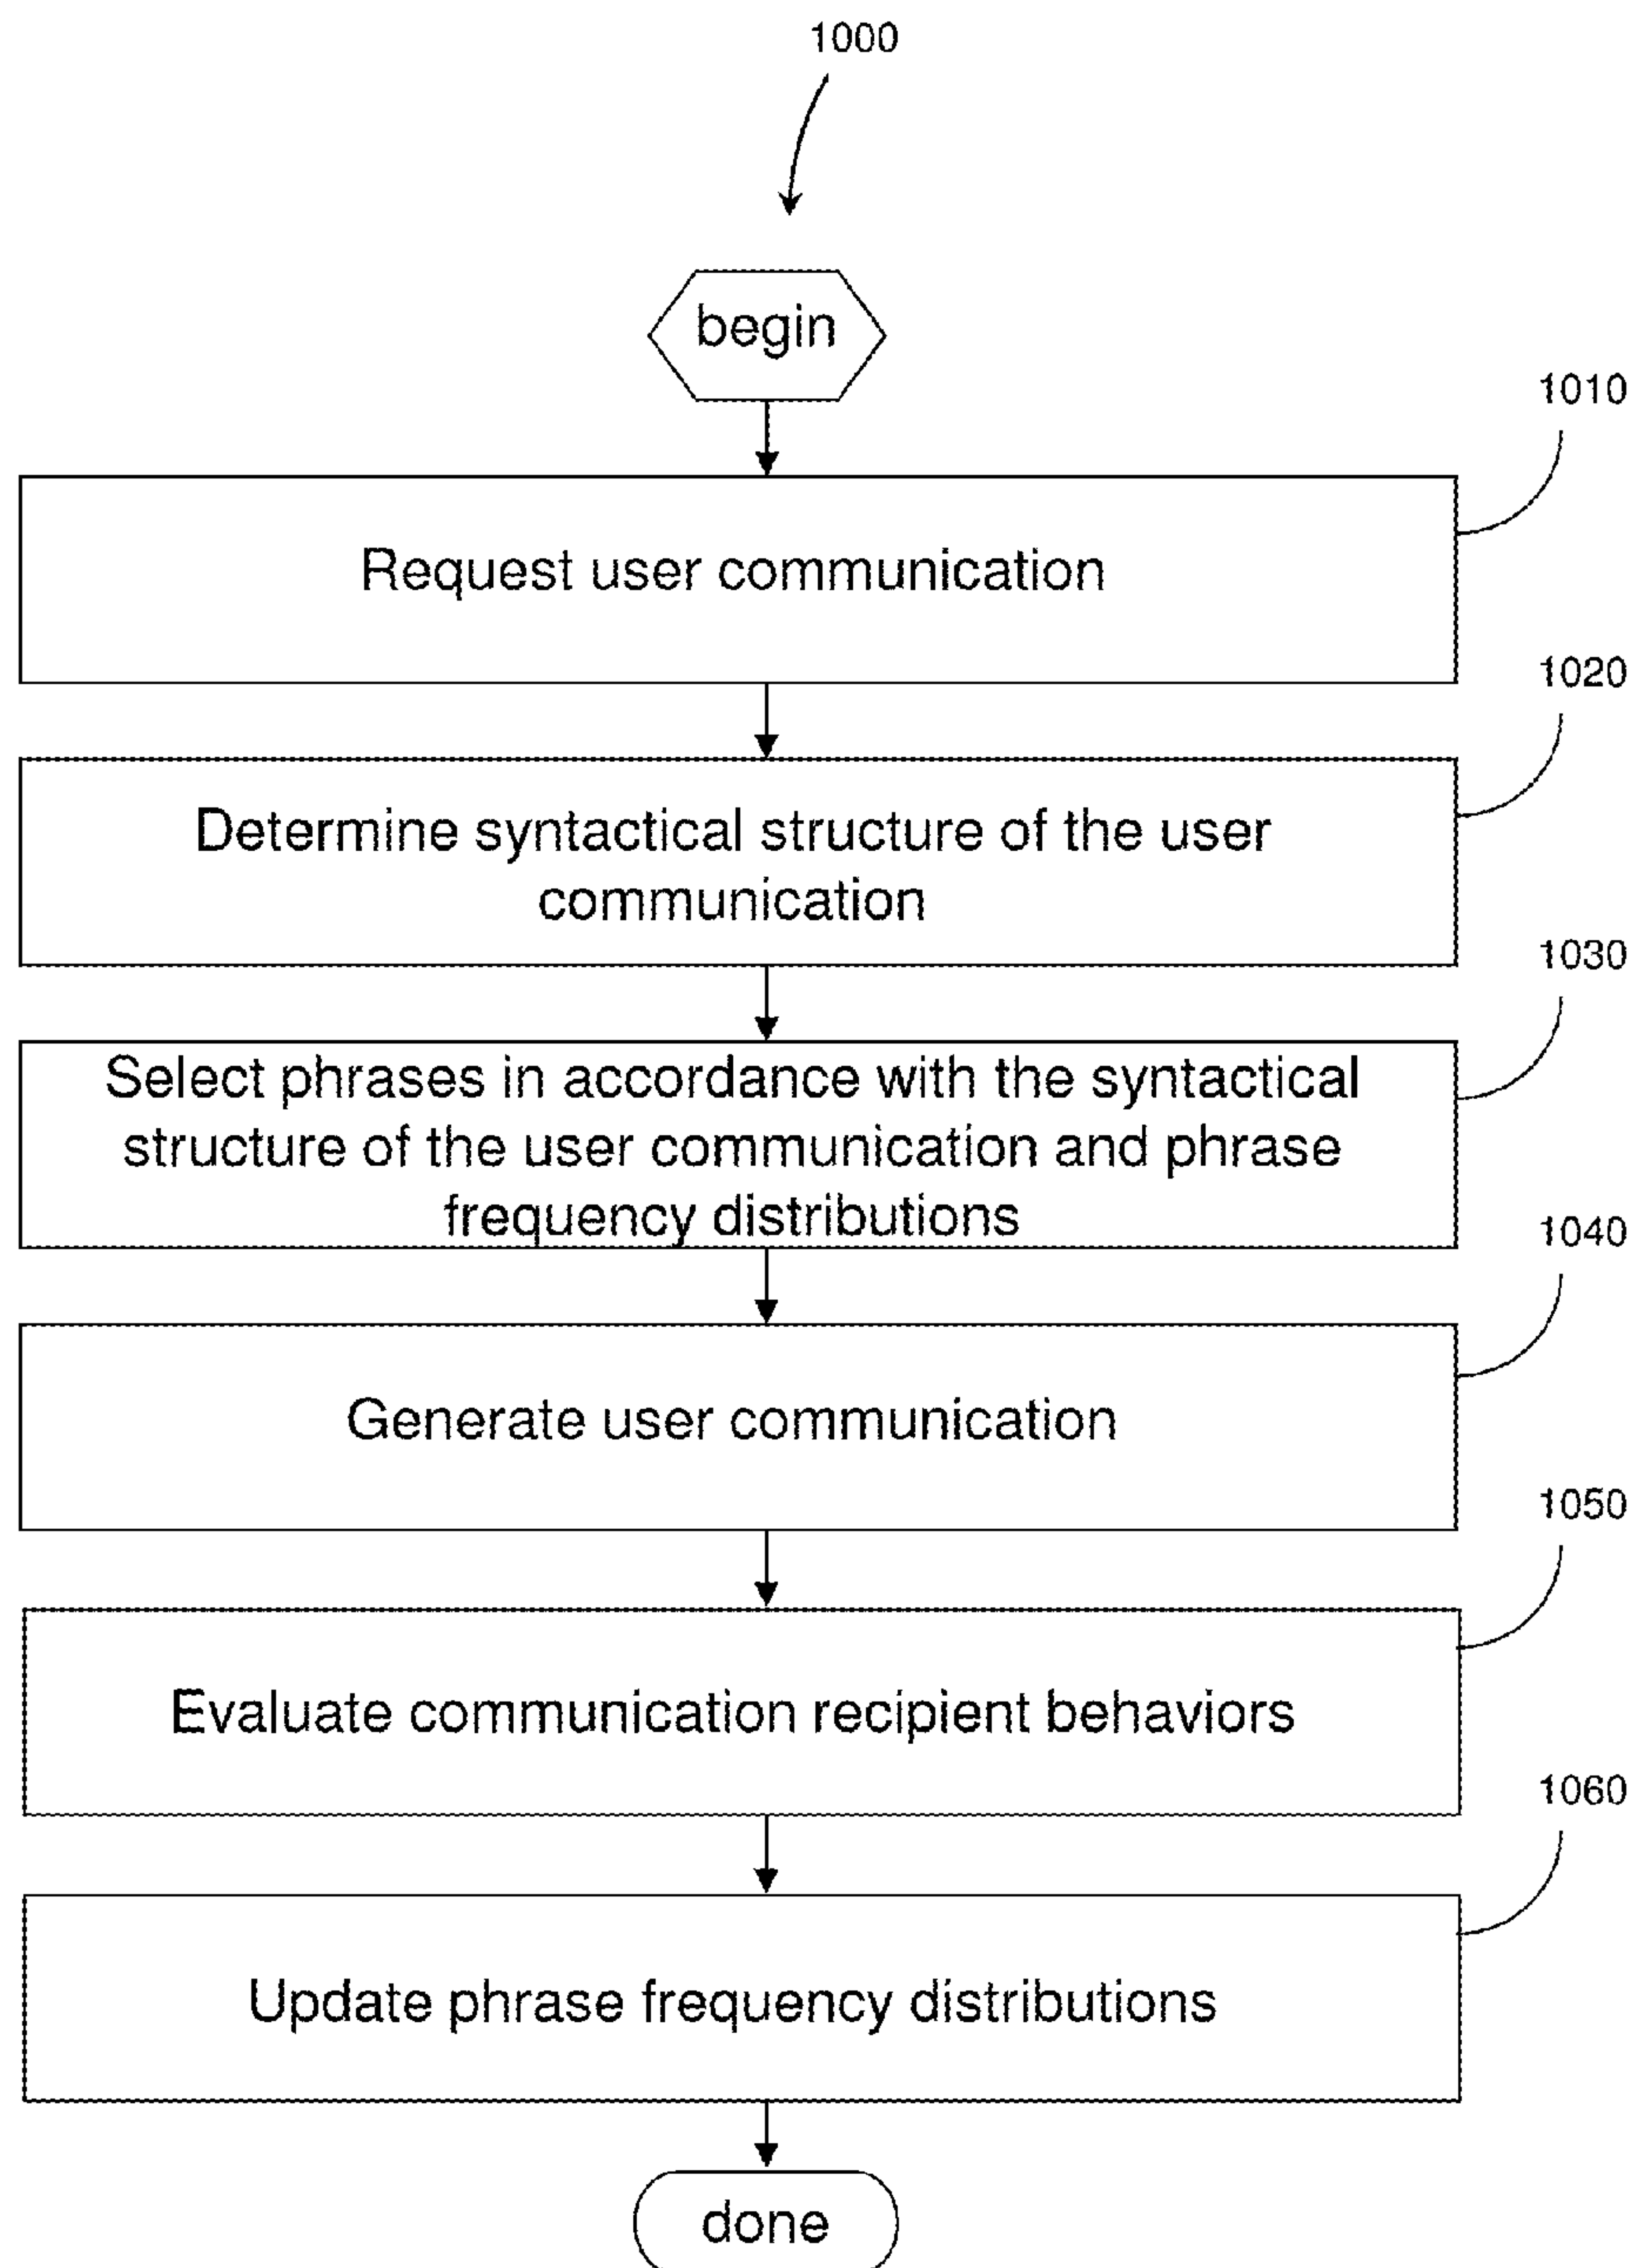 1000
begin
1010
Request user communication
1020
Determine syntactical structure of the user
communication
1030
Select phrases in accordance with the syntactical
structure of the user communication and phrase
frequency distributions
1040
Generate user communication
1050
Evaluate communication recipient behaviors
1060
Update phrase frequency distributions
done